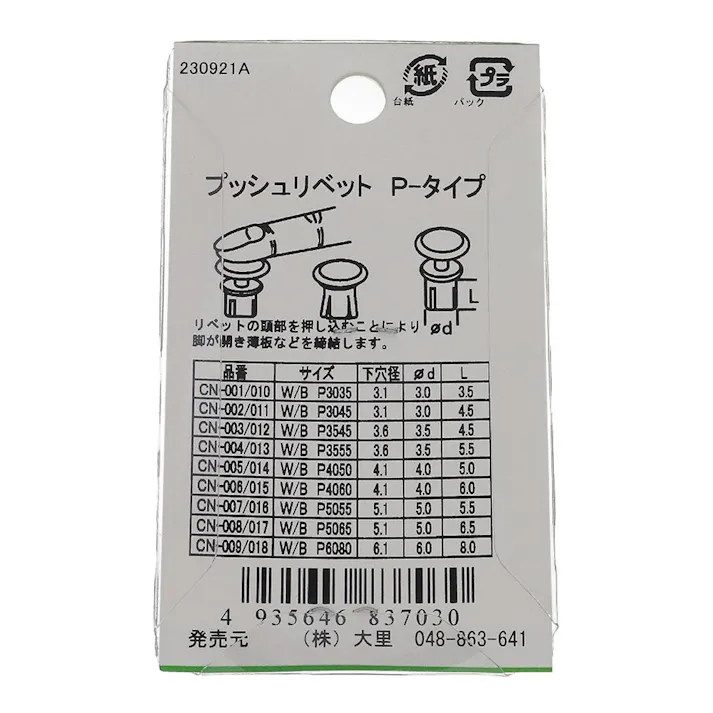 230921A
紙
プラ
台紙
パック
プッシュリベット P-タイプ
L
ød
リベットの頭部を押し込むことにより
脚が開き薄板などを締結します。
品番 サイズ 下穴径 ød L
CN-001/010 W/B P3035 3.1 3.0 3.5
CN-002/011 W/B P3045 3.1 3.0 4.5
CN-003/012 W/B P3545 3.6 3.5 4.5
CN-004/013 W/B P3555 3.6 3.5 5.5
CN-005/014 W/B P4050 4.1 4.0 5.0
CN-006/015 W/B P4060 4.1 4.0 6.0
CN-007/016 W/B P5055 5.1 5.0 5.5
CN-008/017 W/B P5065 5.1 5.0 6.5
CN-009/018 W/B P6080 6.1 6.0 8.0
4 935646 837030
発売元 (株) 大里 048-863-641